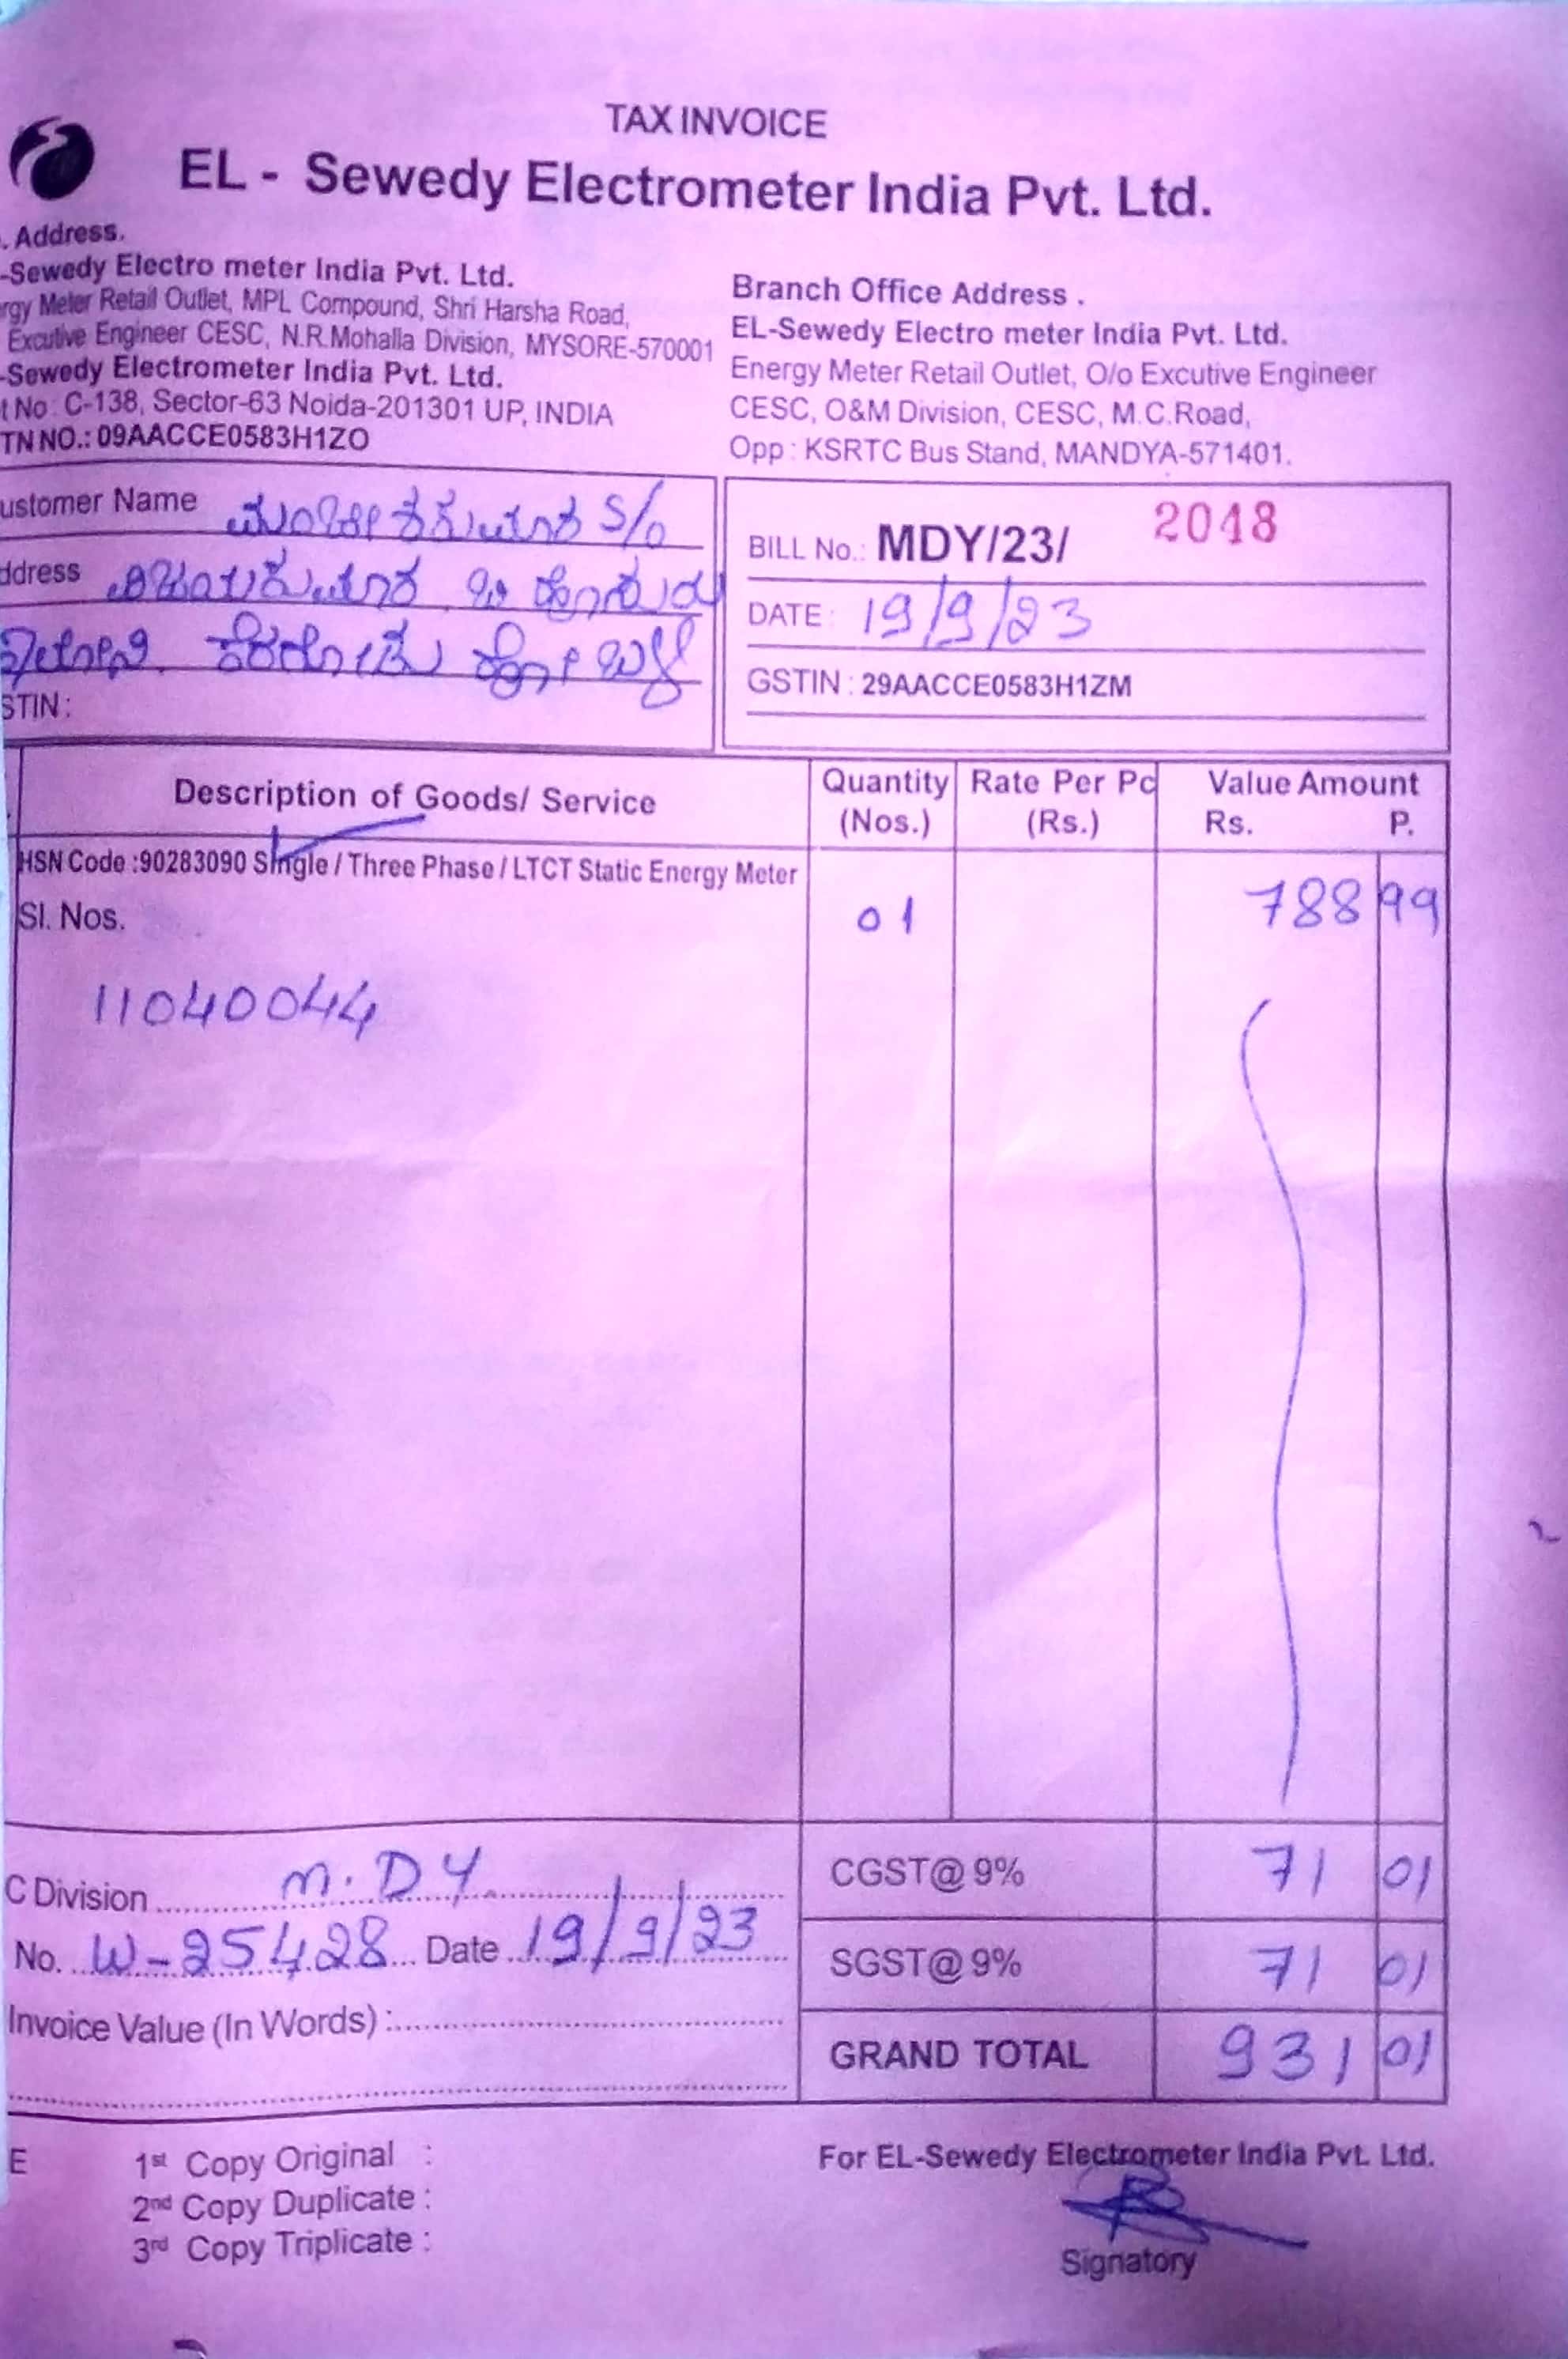 TAX INVOICE
EL - Sewedy Electrometer India Pvt. Ltd.
. Address.
-Sewedy Electro meter India Pvt. Ltd.
rgy Meter Retail Outlet, MPL Compound, Shri Harsha Road,
Excutive Engineer CESC, N.R.Mohalla Division, MYSORE-570001
-Sewedy Electrometer India Pvt. Ltd.
t No : C-138, Sector-63 Noida-201301 UP, INDIA
TN NO.: 09AACCE0583H1ZO
Branch Office Address .
EL-Sewedy Electro meter India Pvt. Ltd.
Energy Meter Retail Outlet, O/o Excutive Engineer
CESC, O&M Division, CESC, M.C.Road,
Opp : KSRTC Bus Stand, MANDYA-571401.
ustomer Name S/o
ddress
STIN :
BILL No.: MDY/23/ 2048
DATE : 19/9/23
GSTIN : 29AACCE0583H1ZM
Description of Goods/ Service
Quantity (Nos.)
Rate Per Pc (Rs.)
Value Amount
Rs. P.
HSN Code :90283090 Single / Three Phase / LTCT Static Energy Meter
Sl. Nos. 01 788 99
11040044
C Division M.DY
No. W-25428 Date 19/9/23
Invoice Value (In Words) :
CGST@ 9% 71 01
SGST@ 9% 71 01
GRAND TOTAL 931 01
E 1st Copy Original :
2nd Copy Duplicate :
3rd Copy Triplicate :
For EL-Sewedy Electrometer India Pvt. Ltd.
Signatory